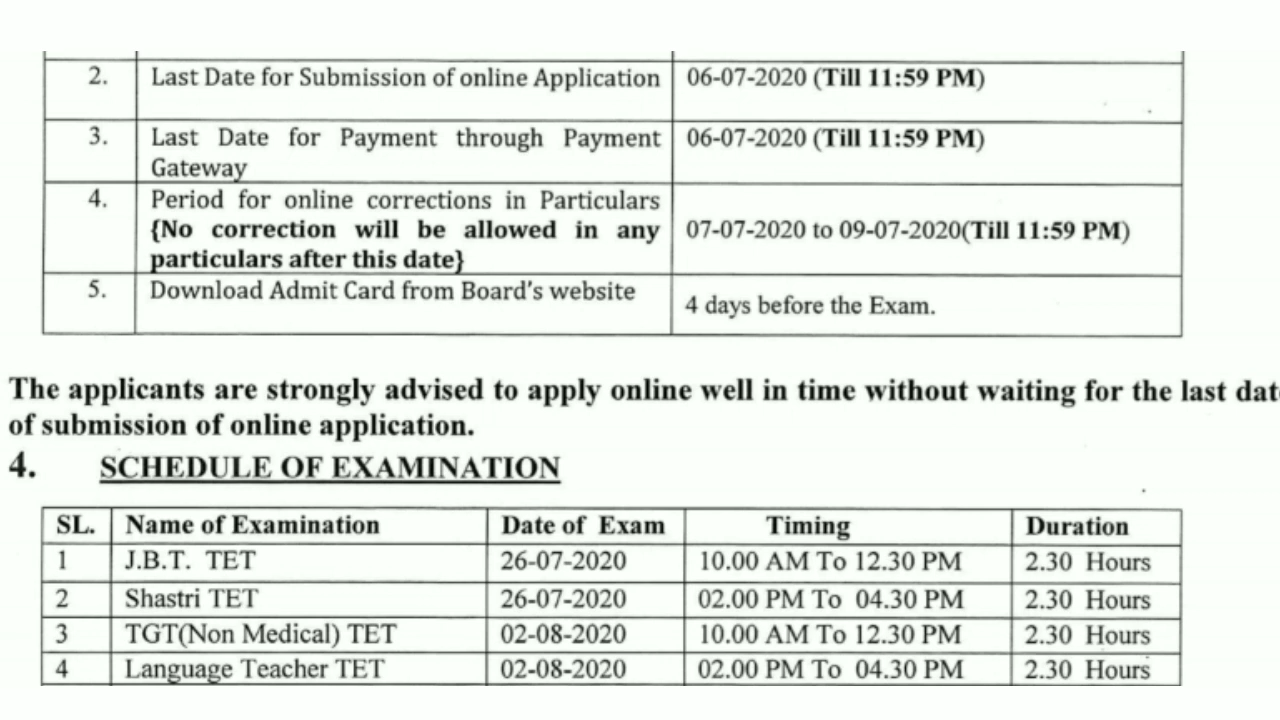 2. Last Date for Submission of online Application 06-07-2020 (Till 11:59 PM)
3. Last Date for Payment through Payment 06-07-2020 (Till 11:59 PM)
Gateway
4. Period for online corrections in Particulars
{No correction will be allowed in any 07-07-2020 to 09-07-2020(Till 11:59 PM)
particulars after this date}
5. Download Admit Card from Board's website
4 days before the Exam.
The applicants are strongly advised to apply online well in time without waiting for the last dat
of submission of online application.
4. SCHEDULE OF EXAMINATION
SL. Name of Examination Date of Exam Timing Duration
1 J.B.T. TET 26-07-2020 10.00 AM To 12.30 PM 2.30 Hours
2 Shastri TET 26-07-2020 02.00 PM To 04.30 PM 2.30 Hours
3 TGT(Non Medical) TET 02-08-2020 10.00 AM To 12.30 PM 2.30 Hours
4 Language Teacher TET 02-08-2020 02.00 PM To 04.30 PM 2.30 Hours